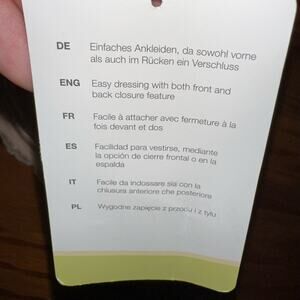 DE Einfaches Ankleiden, da sowohl vorne
als auch im Rücken ein Verschluss
ENG Easy dressing with both front and
back closure feature
FR Facile à attacher avec fermeture à la
fois devant et dos
ES Facilidad para vestirse, mediante
la opción de cierre frontal o en la
espalda
IT Facile da indossare sia con la
chiusura anteriore che posteriore
PL Wygodne zapięcie z przodu i z tyłu